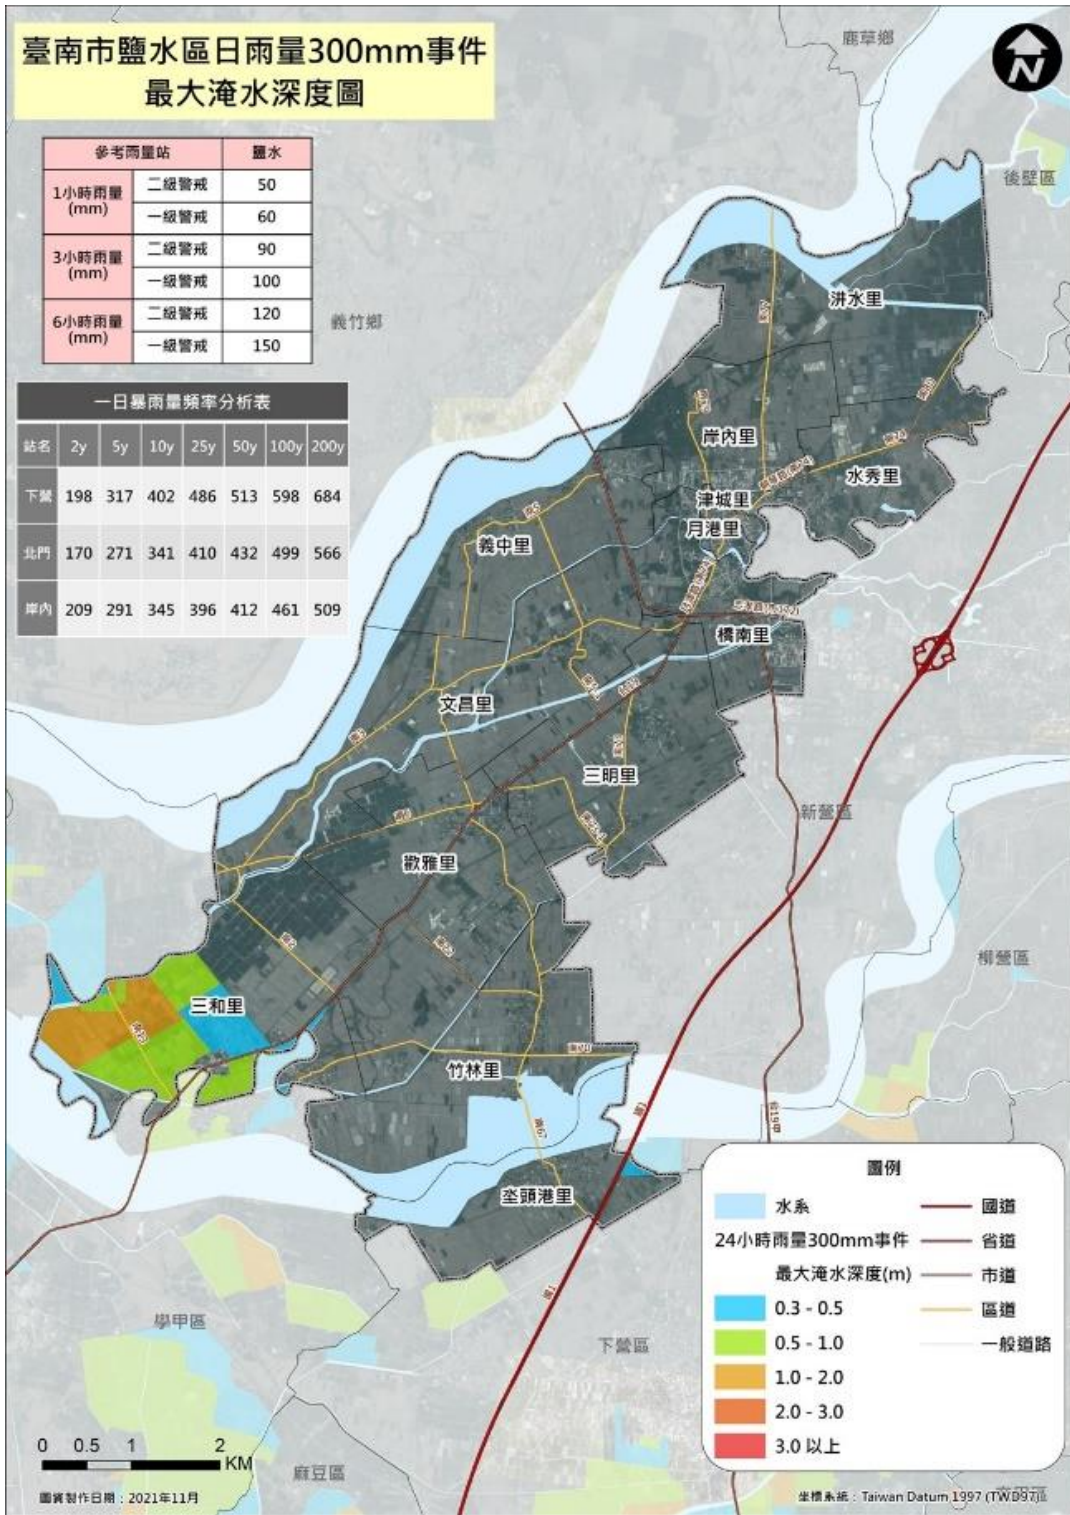 臺南市鹽水區日雨量300mm事件
最大淹水深度圖
參考雨量站 鹽水
1小時雨量(mm) 二級警戒 50
一級警戒 60
3小時雨量(mm) 二級警戒 90
一級警戒 100
6小時雨量(mm) 二級警戒 120
一級警戒 150
一日暴雨量頻率分析表
站名 2y 5y 10y 25y 50y 100y 200y
下營 198 317 402 486 513 598 684
北門 170 271 341 410 432 499 566
岸內 209 291 345 396 412 461 509
N
鹿草鄉
後壁區
義竹鄉
汫水里
岸內里
水秀里
津城里
月港里
義中里
橋南里
文昌里
三明里
新營區
歡雅里
柳營區
三和里
竹林里
南67
台19甲
坔頭港里
學甲區
下營區
麻豆區
圖例
水系
24小時雨量300mm事件
最大淹水深度(m)
0.3 - 0.5
0.5 - 1.0
1.0 - 2.0
2.0 - 3.0
3.0 以上
國道
省道
市道
區道
一般道路
0 0.5 1 2
KM
圖資製作日期：2021年11月
坐標系統：Taiwan Datum 1997 (TWD97)